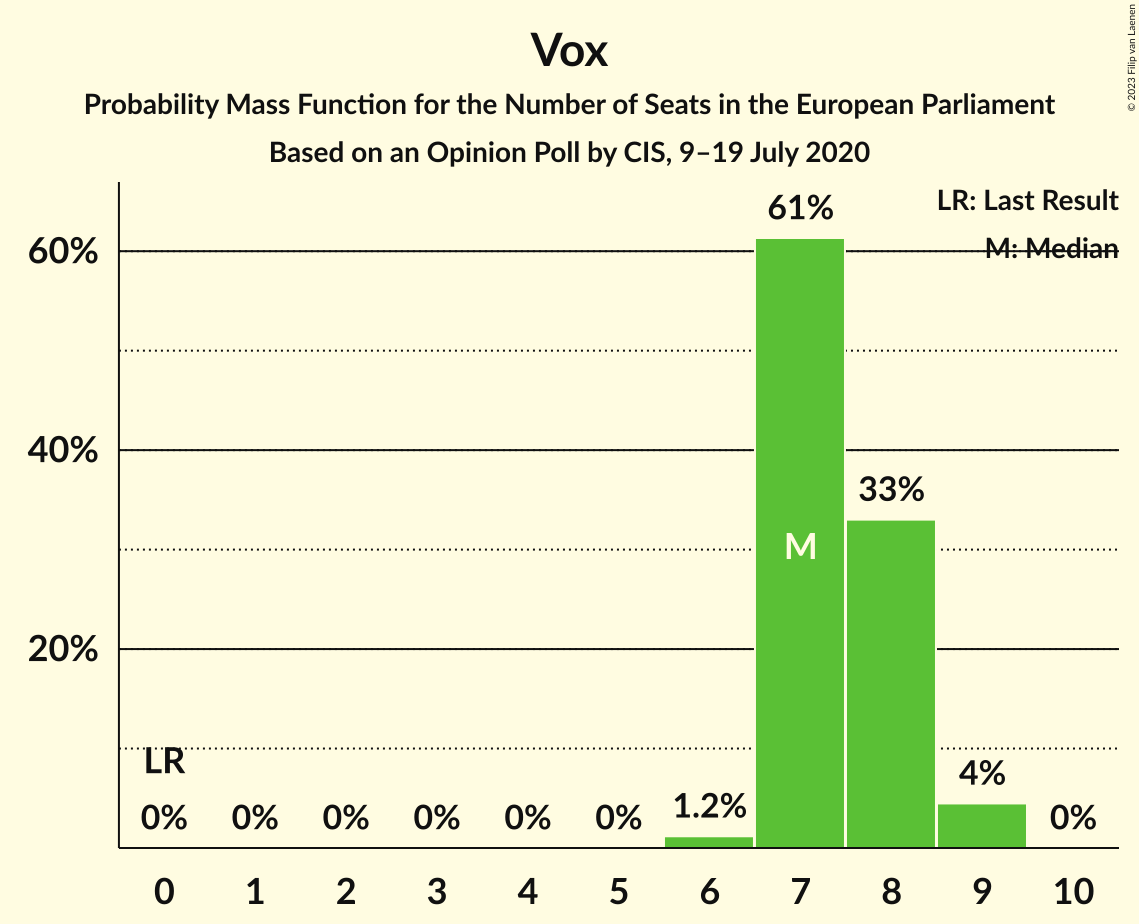 Vox
Probability Mass Function for the Number of Seats in the European Parliament
Based on an Opinion Poll by CIS, 9–19 July 2020
© 2023 Filip van Laenen
LR: Last Result
M: Median
60%
40%
20%
61%
33%
M
LR
0%
0%
0%
0%
0%
0%
1.2%
4%
0%
0 1 2 3 4 5 6 7 8 9 10